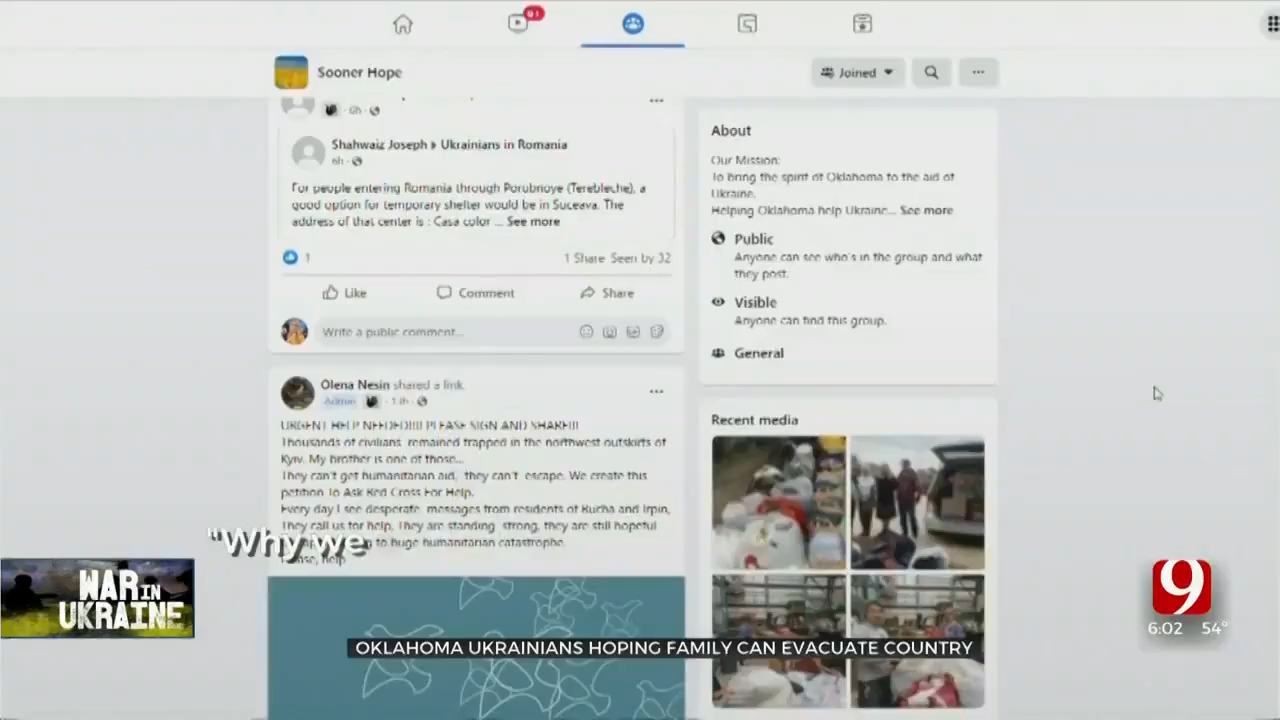 91
Sooner Hope
Joined
6h
Shahwaiz Joseph ▸ Ukrainians in Romania
6h
For people entering Romania through Porubnoye (Terebleche), a
good option for temporary shelter would be in Suceava. The
address of that center is : Casa color ... See more
1
1 Share Seen by 32
Like
Comment
Share
Write a public comment...
Olena Nesin shared a link.
Admin
URGENT HELP NEEDED!!!! PLEASE SIGN AND SHARE!!!
Thousands of civilians remained trapped in the northwest outskirts of
Kyiv. My brother is one of those...
They can't get humanitarian aid, they can't escape. We create this
petition To Ask Red Cross For Help.
Every day I see desperate messages from residents of Bucha and Irpin,
They call us for help, They are standing strong, they are still hopeful
to huge humanitarian catastrophe.
help
"Why we
About
Our Mission:
To bring the spirit of Oklahoma to the aid of
Ukraine.
Helping Oklahoma help Ukraine... See more
Public
Anyone can see who's in the group and what
they post.
Visible
Anyone can find this group.
General
Recent media
WAR IN
UKRAINE
9
6:02 54°
OKLAHOMA UKRAINIANS HOPING FAMILY CAN EVACUATE COUNTRY